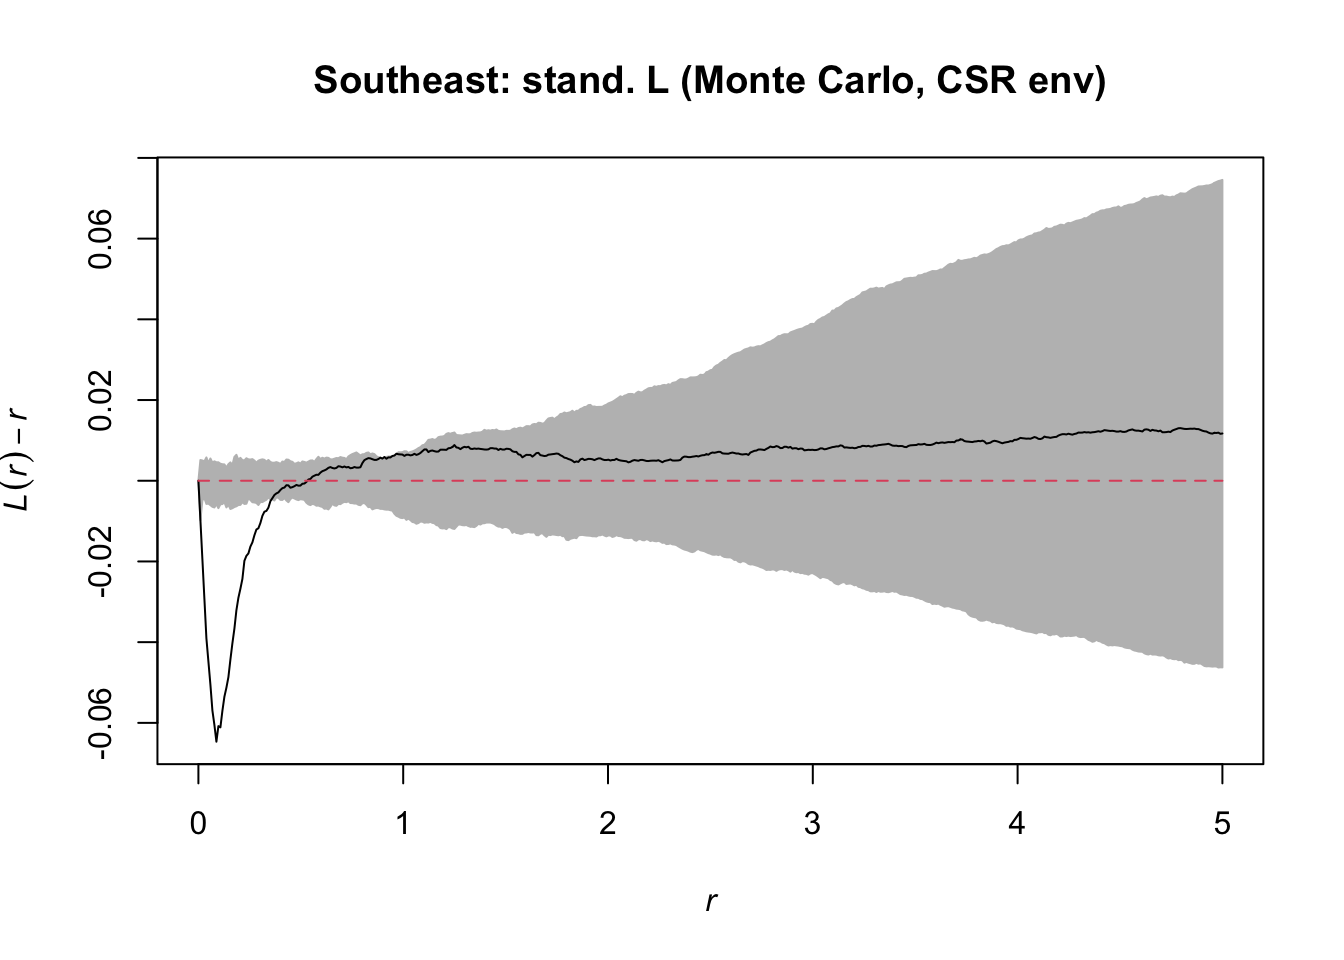 Southeast: stand. L (Monte Carlo, CSR env)
L(r) − r
0.06
0.02
-0.02
-0.06
0 1 2 3 4 5
r